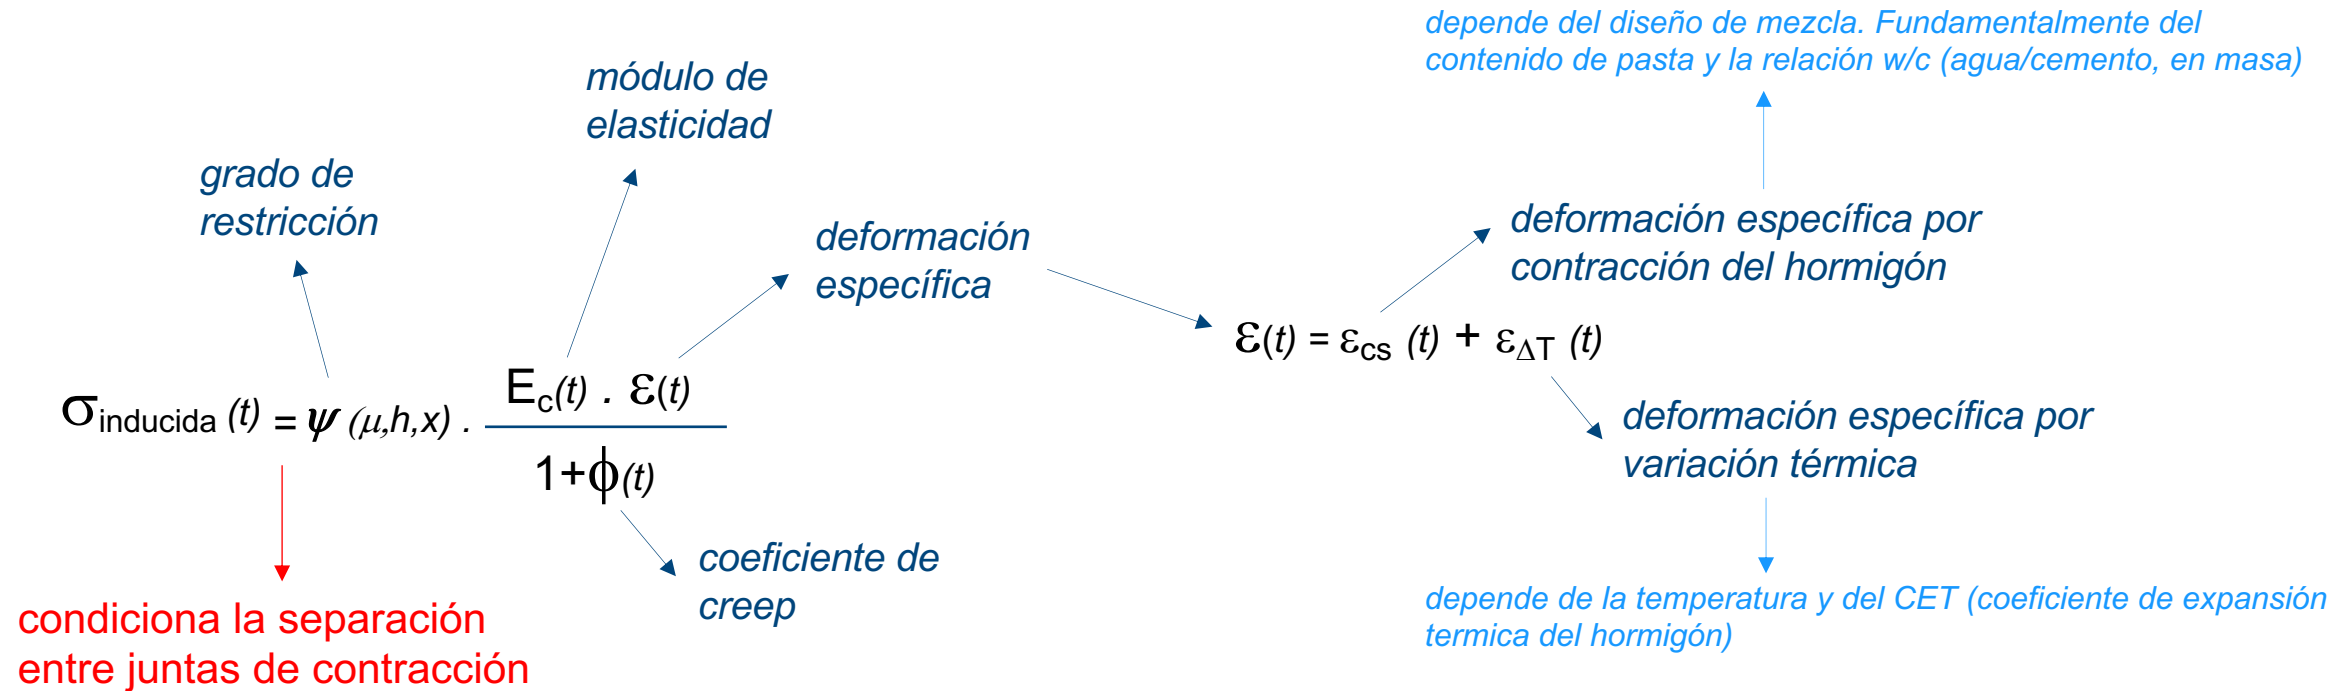 depende del diseño de mezcla. Fundamentalmente del
contenido de pasta y la relación w/c (agua/cemento, en masa)
módulo de
elasticidad
grado de
restricción
deformación
específica
deformación específica por
contracción del hormigón
ε(t) = εcs (t) + εΔT (t)
σinducida (t) = ψ (μ,h,x) . Ec(t) . ε(t)
1+ϕ(t)
deformación específica por
variación térmica
coeficiente de
creep
condiciona la separación
entre juntas de contracción
depende de la temperatura y del CET (coeficiente de expansión
termica del hormigón)